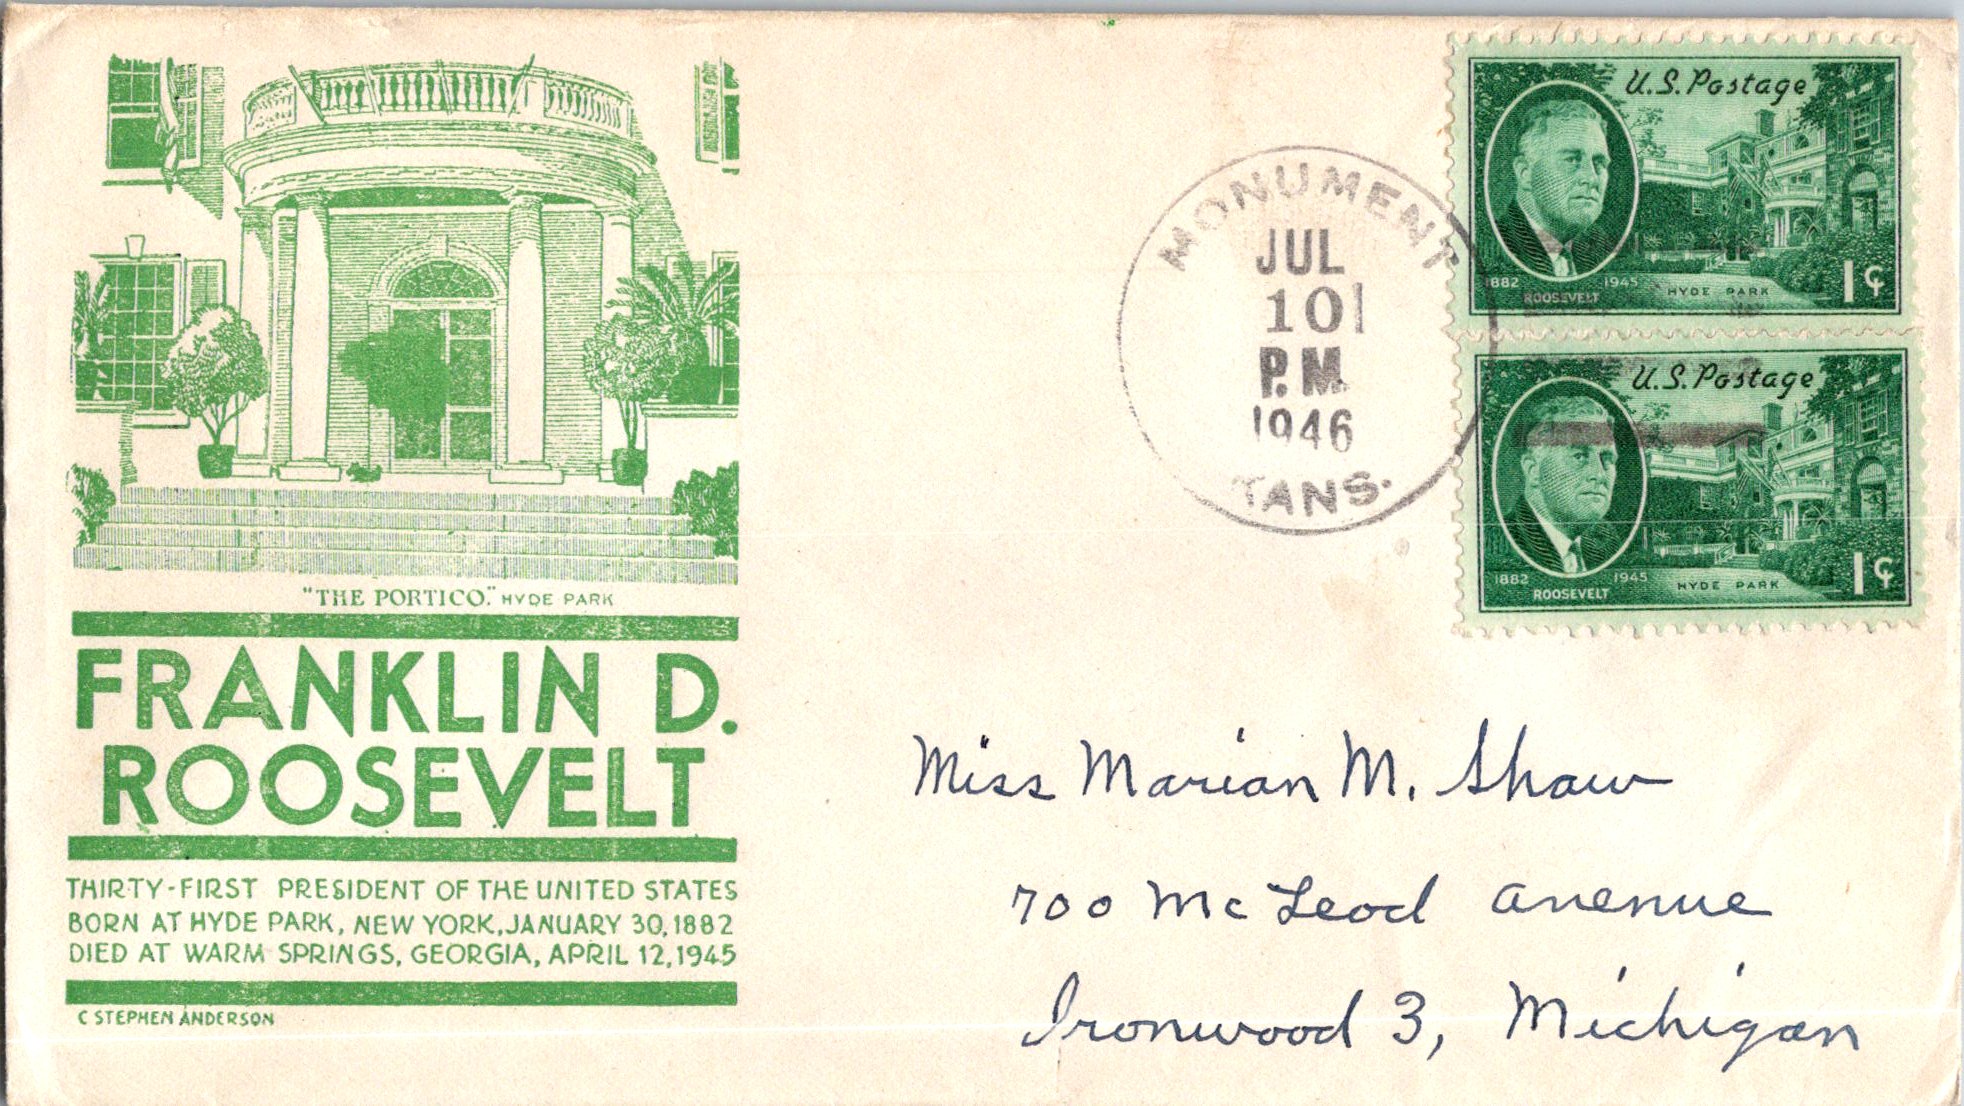 "THE PORTICO." HYDE PARK
FRANKLIN D.
ROOSEVELT
THIRTY-FIRST PRESIDENT OF THE UNITED STATES
BORN AT HYDE PARK, NEW YORK, JANUARY 30, 1882
DIED AT WARM SPRINGS, GEORGIA, APRIL 12, 1945
C STEPHEN ANDERSON
MONUMENT
JUL
10
P.M.
1946
KANS.
U.S. Postage
1882 1945
ROOSEVELT HYDE PARK
1¢
U.S. Postage
1882 1945
ROOSEVELT HYDE PARK
1¢
Miss Marian M. Shaw
700 McLeod Avenue
Ironwood 3, Michigan